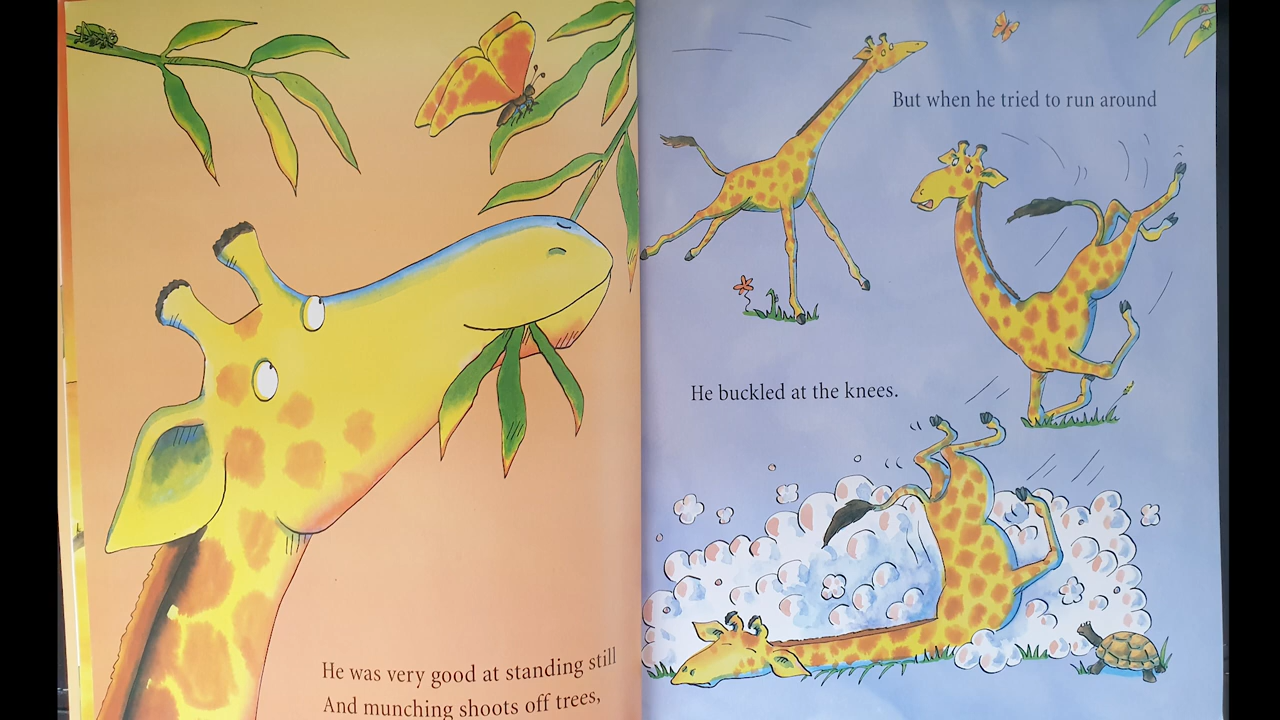 He was very good at standing still
And munching shoots off trees,
But when he tried to run around
He buckled at the knees.